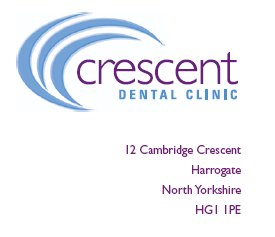 crescent
DENTAL CLINIC
12 Cambridge Crescent
Harrogate
North Yorkshire
HG1 1PE